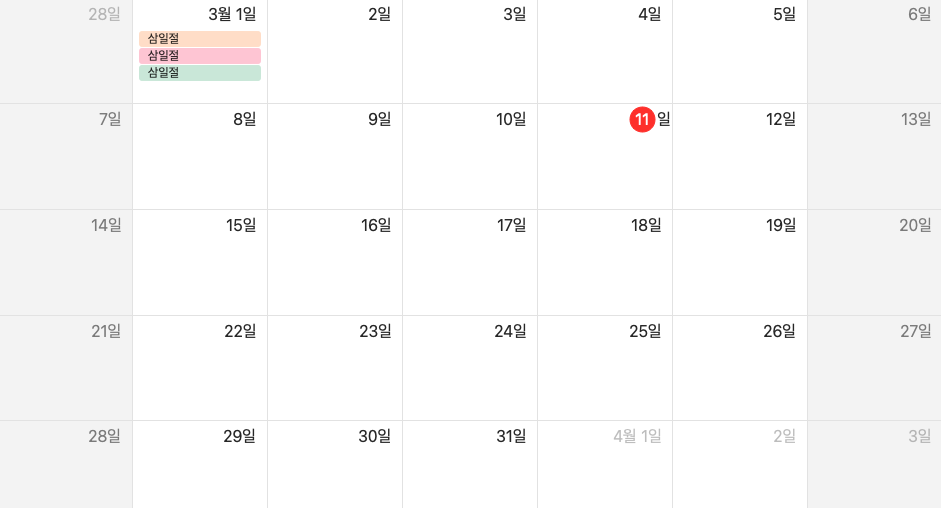 28일 3월 1일 2일 3일 4일 5일 6일
삼일절
삼일절
삼일절
7일 8일 9일 10일 11일 12일 13일
14일 15일 16일 17일 18일 19일 20일
21일 22일 23일 24일 25일 26일 27일
28일 29일 30일 31일 4월 1일 2일 3일